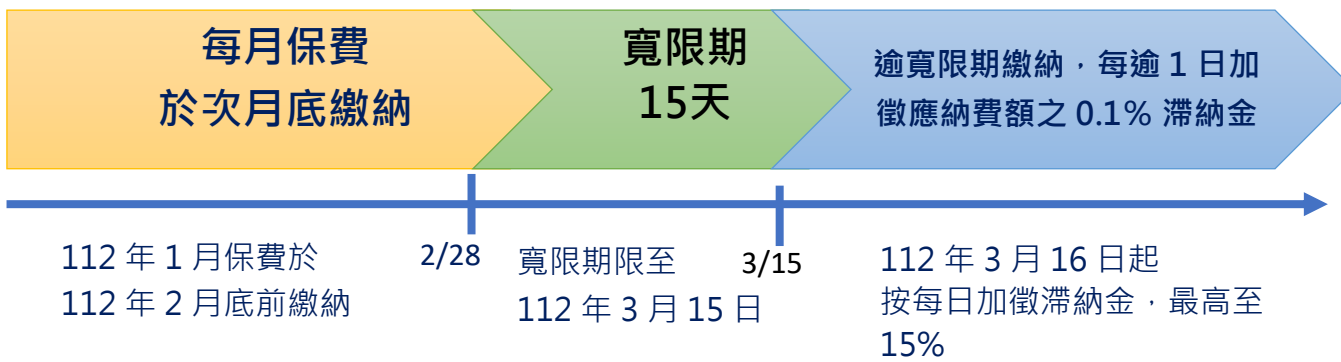 每月保費
於次月底繳納
寬限期
15天
逾寬限期繳納，每逾 1 日加
徵應納費額之 0.1% 滯納金
112 年 1 月保費於
112 年 2 月底前繳納
2/28
寬限期限至
112 年 3 月 15 日
3/15
112 年 3 月 16 日起
按每日加徵滯納金，最高至
15%